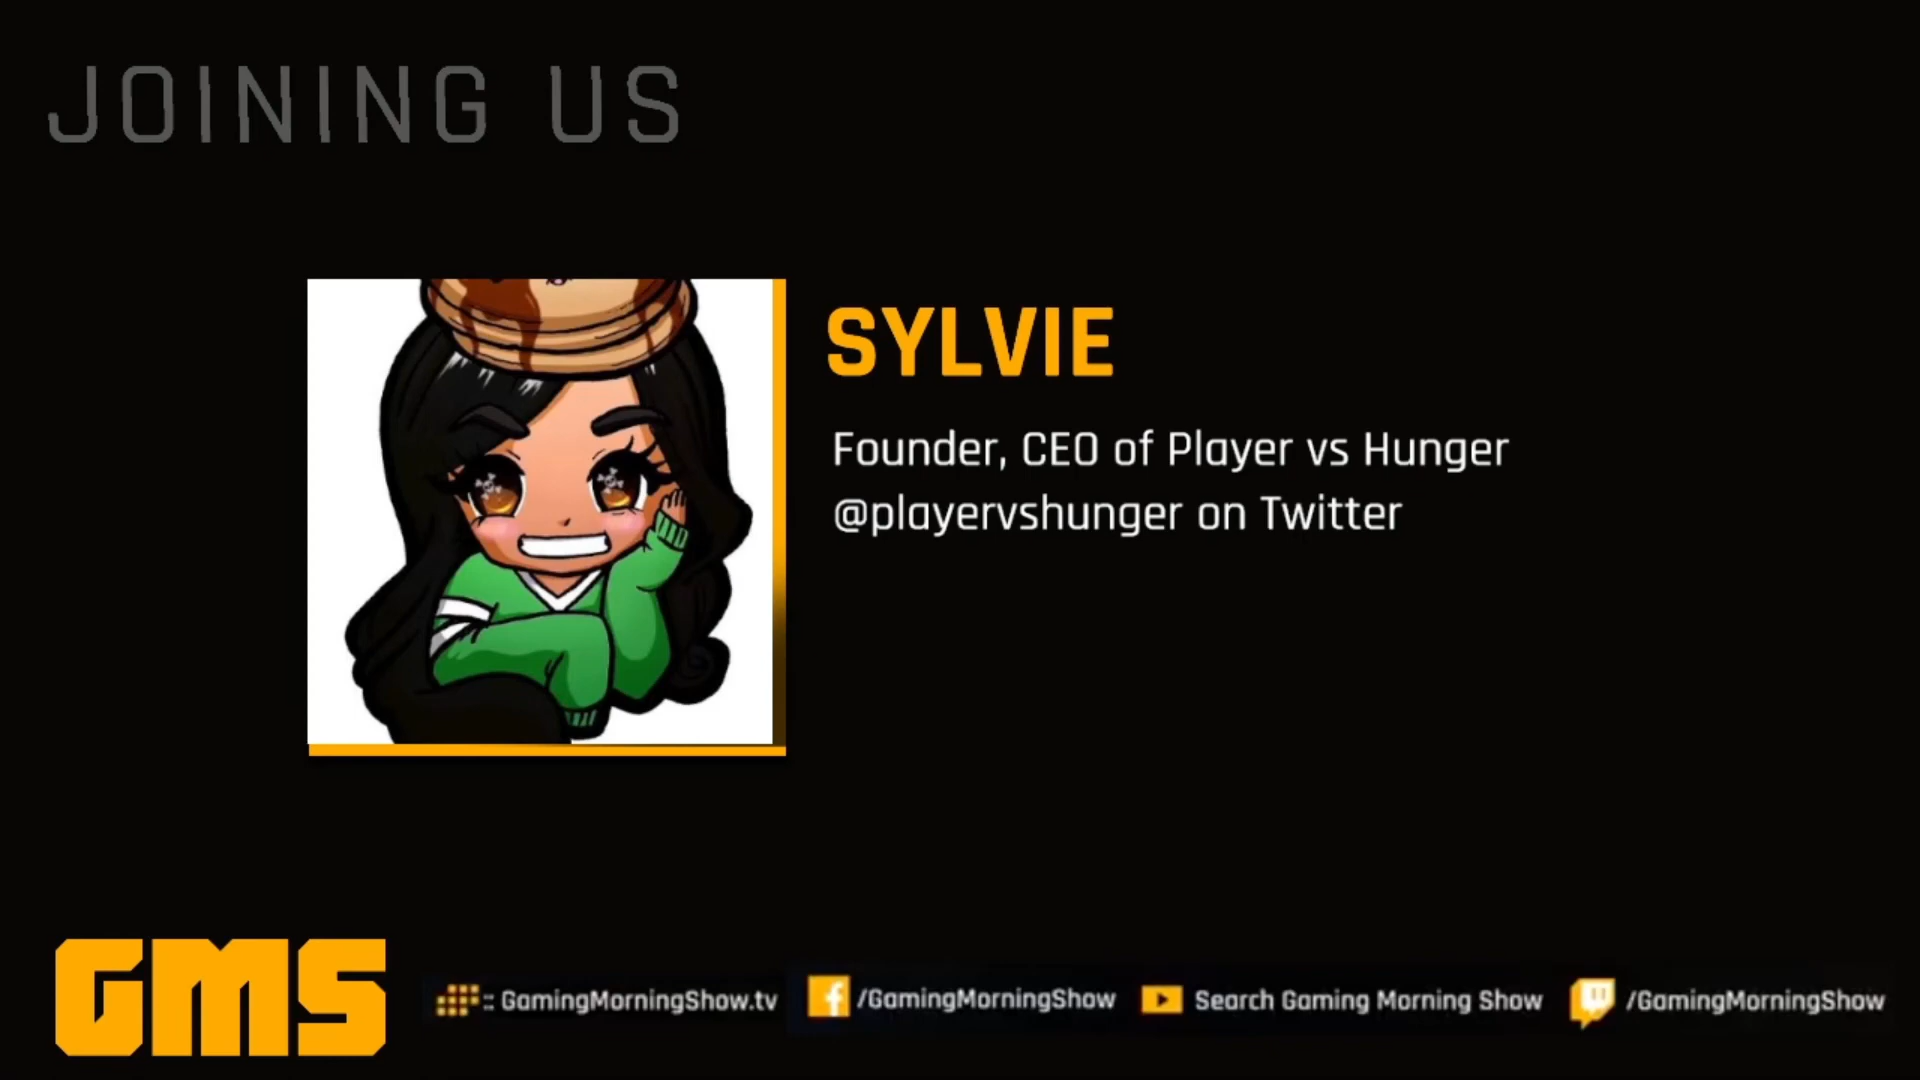 JOINING US
SYLVIE
Founder, CEO of Player vs Hunger
@playervshunger on Twitter
GMS
:: GamingMorningShow.tv
/GamingMorningShow
Search Gaming Morning Show
/GamingMorningShow